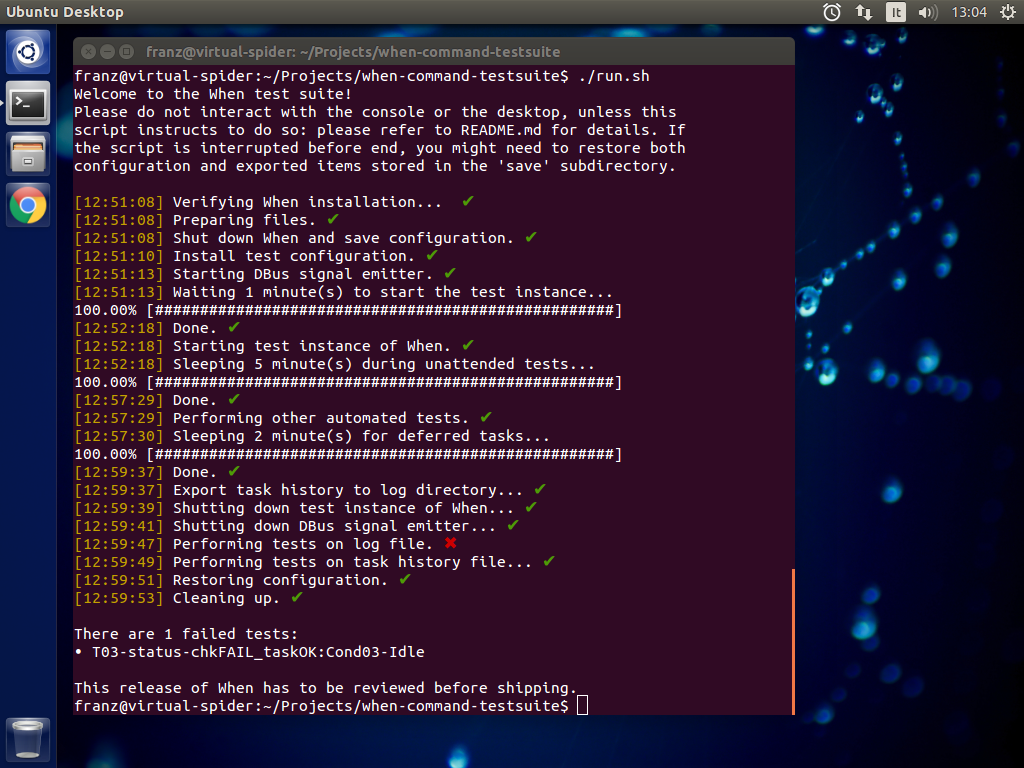 Ubuntu Desktop
It
13:04
franz@virtual-spider: ~/Projects/when-command-testsuite
franz@virtual-spider:~/Projects/when-command-testsuite$ ./run.sh
Welcome to the When test suite!
Please do not interact with the console or the desktop, unless this
script instructs to do so: please refer to README.md for details. If
the script is interrupted before end, you might need to restore both
configuration and exported items stored in the 'save' subdirectory.
[12:51:08] Verifying When installation...  ✔
[12:51:08] Preparing files. ✔
[12:51:08] Shut down When and save configuration. ✔
[12:51:10] Install test configuration. ✔
[12:51:13] Starting DBus signal emitter. ✔
[12:51:13] Waiting 1 minute(s) to start the test instance...
100.00% [###################################################]
[12:52:18] Done. ✔
[12:52:18] Starting test instance of When. ✔
[12:52:18] Sleeping 5 minute(s) during unattended tests...
100.00% [###################################################]
[12:57:29] Done. ✔
[12:57:29] Performing other automated tests. ✔
[12:57:30] Sleeping 2 minute(s) for deferred tasks...
100.00% [###################################################]
[12:59:37] Done. ✔
[12:59:37] Export task history to log directory... ✔
[12:59:39] Shutting down test instance of When... ✔
[12:59:41] Shutting down DBus signal emitter... ✔
[12:59:47] Performing tests on log file. ✖
[12:59:49] Performing tests on task history file... ✔
[12:59:51] Restoring configuration. ✔
[12:59:53] Cleaning up. ✔
There are 1 failed tests:
• T03-status-chkFAIL_taskOK:Cond03-Idle
This release of When has to be reviewed before shipping.
franz@virtual-spider:~/Projects/when-command-testsuite$